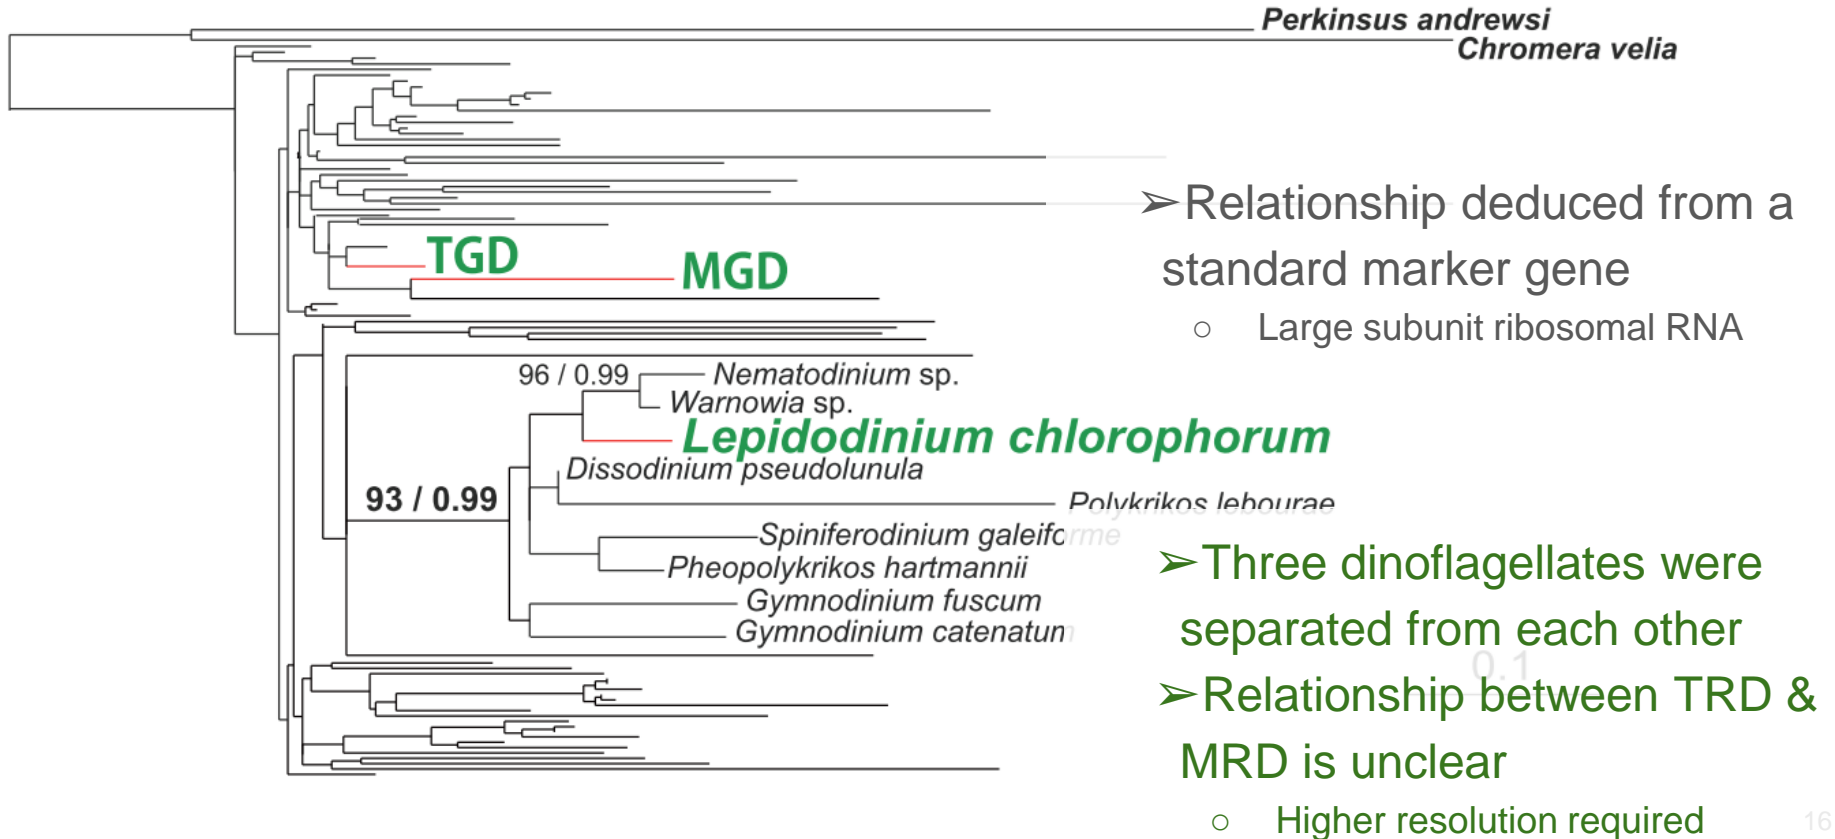 Perkinsus andrewsi
Chromera velia
➢Relationship deduced from a
standard marker gene
○ Large subunit ribosomal RNA
TGD
MGD
96 / 0.99
Nematodinium sp.
Warnowia sp.
Lepidodinium chlorophorum
Dissodinium pseudolunula
93 / 0.99
Polykrikos lebourae
Spiniferodinium galeiforme
Pheopolykrikos hartmannii
Gymnodinium fuscum
Gymnodinium catenatum
➢Three dinoflagellates were
separated from each other
0.1
➢Relationship between TRD &
MRD is unclear
○ Higher resolution required
16